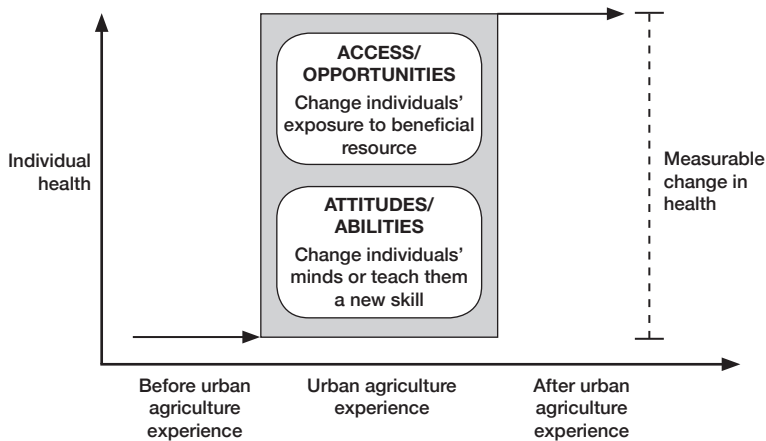 ACCESS/
OPPORTUNITIES
Change individuals'
exposure to beneficial
resource
Individual
health
Measurable
change in
health
ATTITUDES/
ABILITIES
Change individuals'
minds or teach them
a new skill
Before urban
agriculture
experience
Urban agriculture
experience
After urban
agriculture
experience